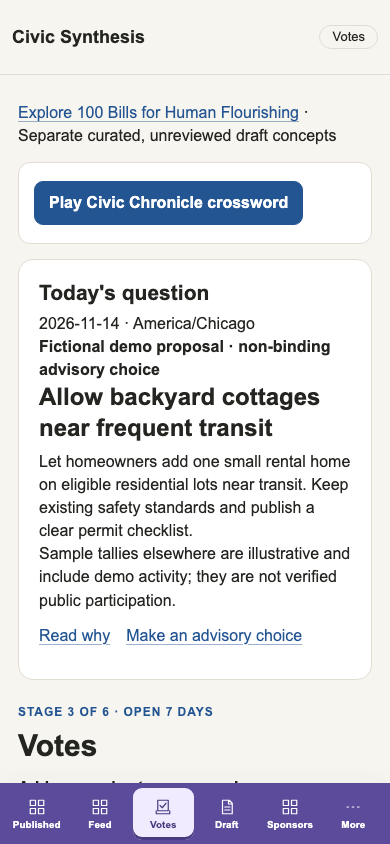 Civic Synthesis
Votes
Explore 100 Bills for Human Flourishing ·
Separate curated, unreviewed draft concepts
Play Civic Chronicle crossword
Today's question
2026-11-14 · America/Chicago
Fictional demo proposal · non-binding
advisory choice
Allow backyard cottages
near frequent transit
Let homeowners add one small rental home
on eligible residential lots near transit. Keep
existing safety standards and publish a
clear permit checklist.
Sample tallies elsewhere are illustrative and
include demo activity; they are not verified
public participation.
Read why Make an advisory choice
STAGE 3 OF 6 · OPEN 7 DAYS
Votes
Published Feed Votes Draft Sponsors More